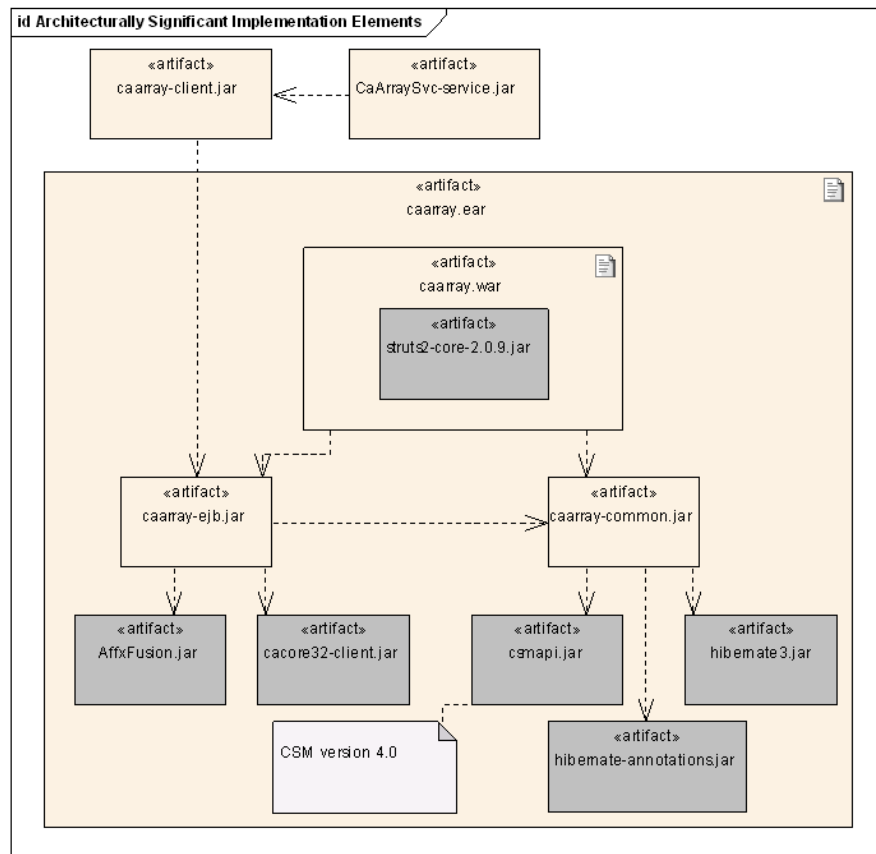 id Architecturally Significant Implementation Elements
«artifact»
caarray-client.jar
«artifact»
CaArraySvc-service.jar
«artifact»
caarray.ear
«artifact»
caarray.war
«artifact»
struts2-core-2.0.9.jar
«artifact»
caarray-ejb.jar
«artifact»
caarray-common.jar
«artifact»
AffxFusion.jar
«artifact»
cacore32-client.jar
«artifact»
csmapi.jar
«artifact»
hibernate3.jar
CSM version 4.0
«artifact»
hibernate-annotations.jar